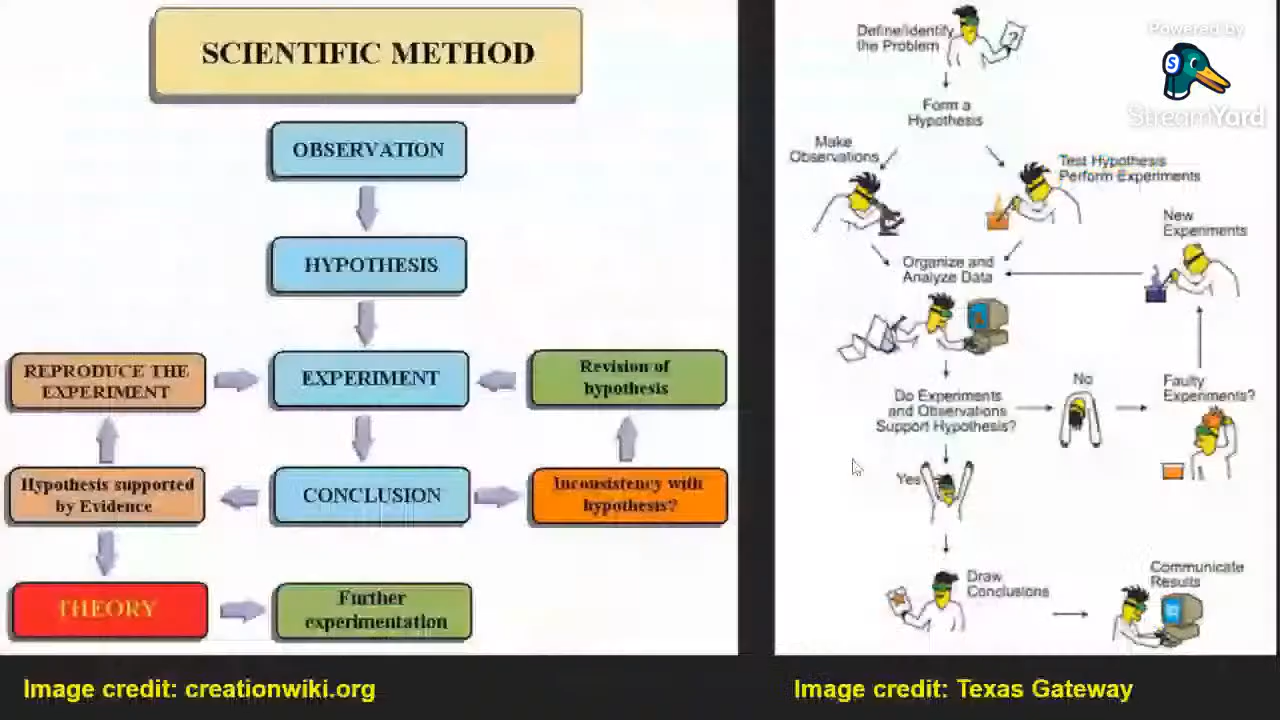 SCIENTIFIC METHOD
OBSERVATION
HYPOTHESIS
REPRODUCE THE
EXPERIMENT
EXPERIMENT
Revision of
hypothesis
Hypothesis supported
by Evidence
CONCLUSION
Inconsistency with
hypothesis?
THEORY
Further
experimentation
Image credit: creationwiki.org
Define/Identify
the Problem
?
Powered by
S
StreamYard
Form a
Hypothesis
Make
Observations
Test Hypothesis
Perform Experiments
New
Experiments
Organize and
Analyze Data
Do Experiments
and Observations
Support Hypothesis?
No
Faulty
Experiments?
Yes
Draw
Conclusions
Communicate
Results
Image credit: Texas Gateway